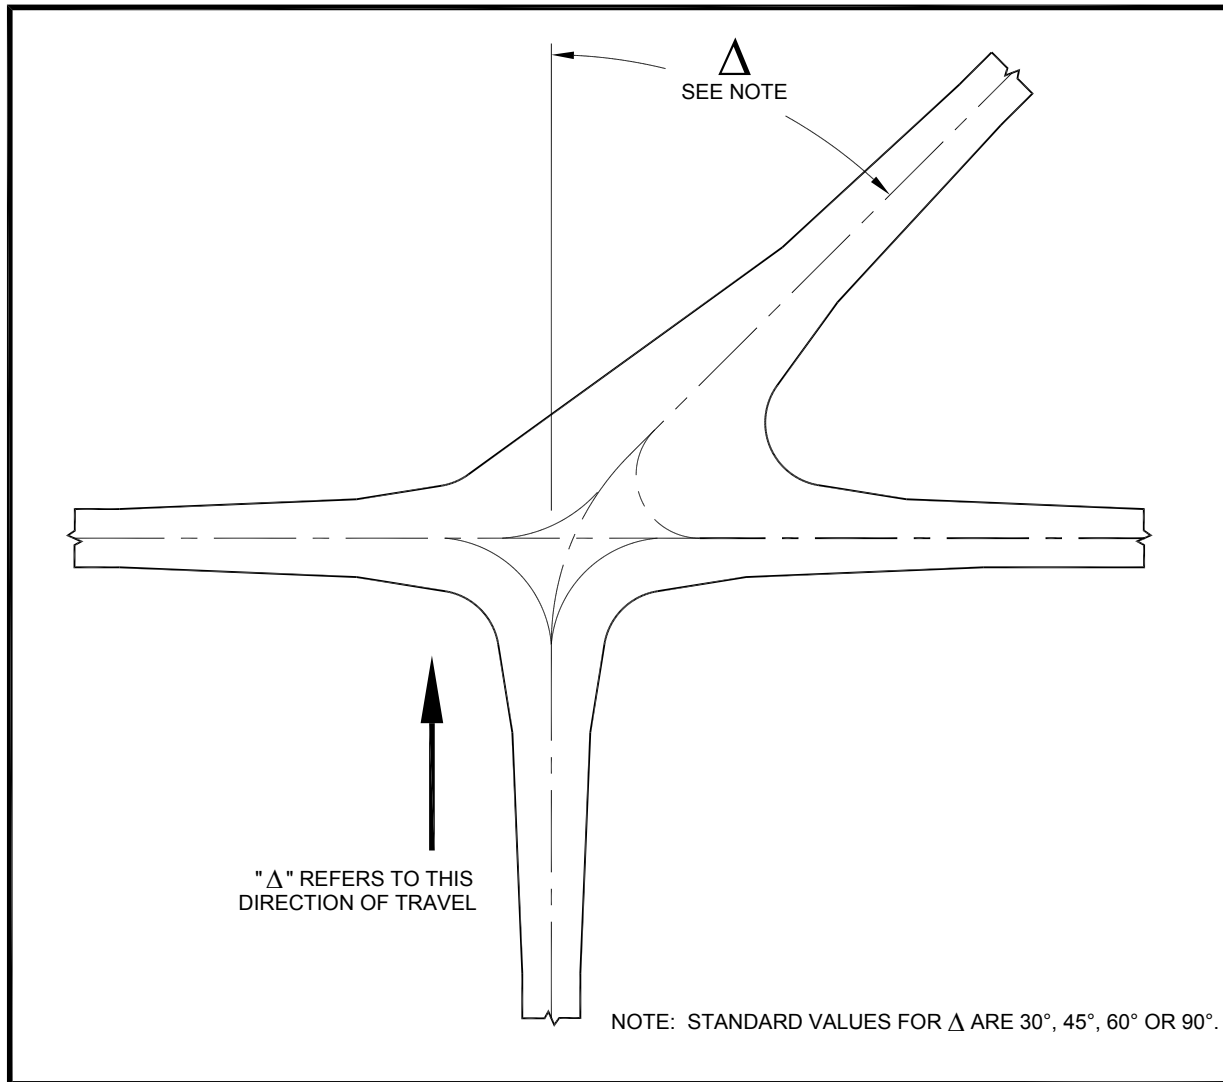 Δ
SEE NOTE
"Δ" REFERS TO THIS
DIRECTION OF TRAVEL
NOTE: STANDARD VALUES FOR Δ ARE 30°, 45°, 60° OR 90°.